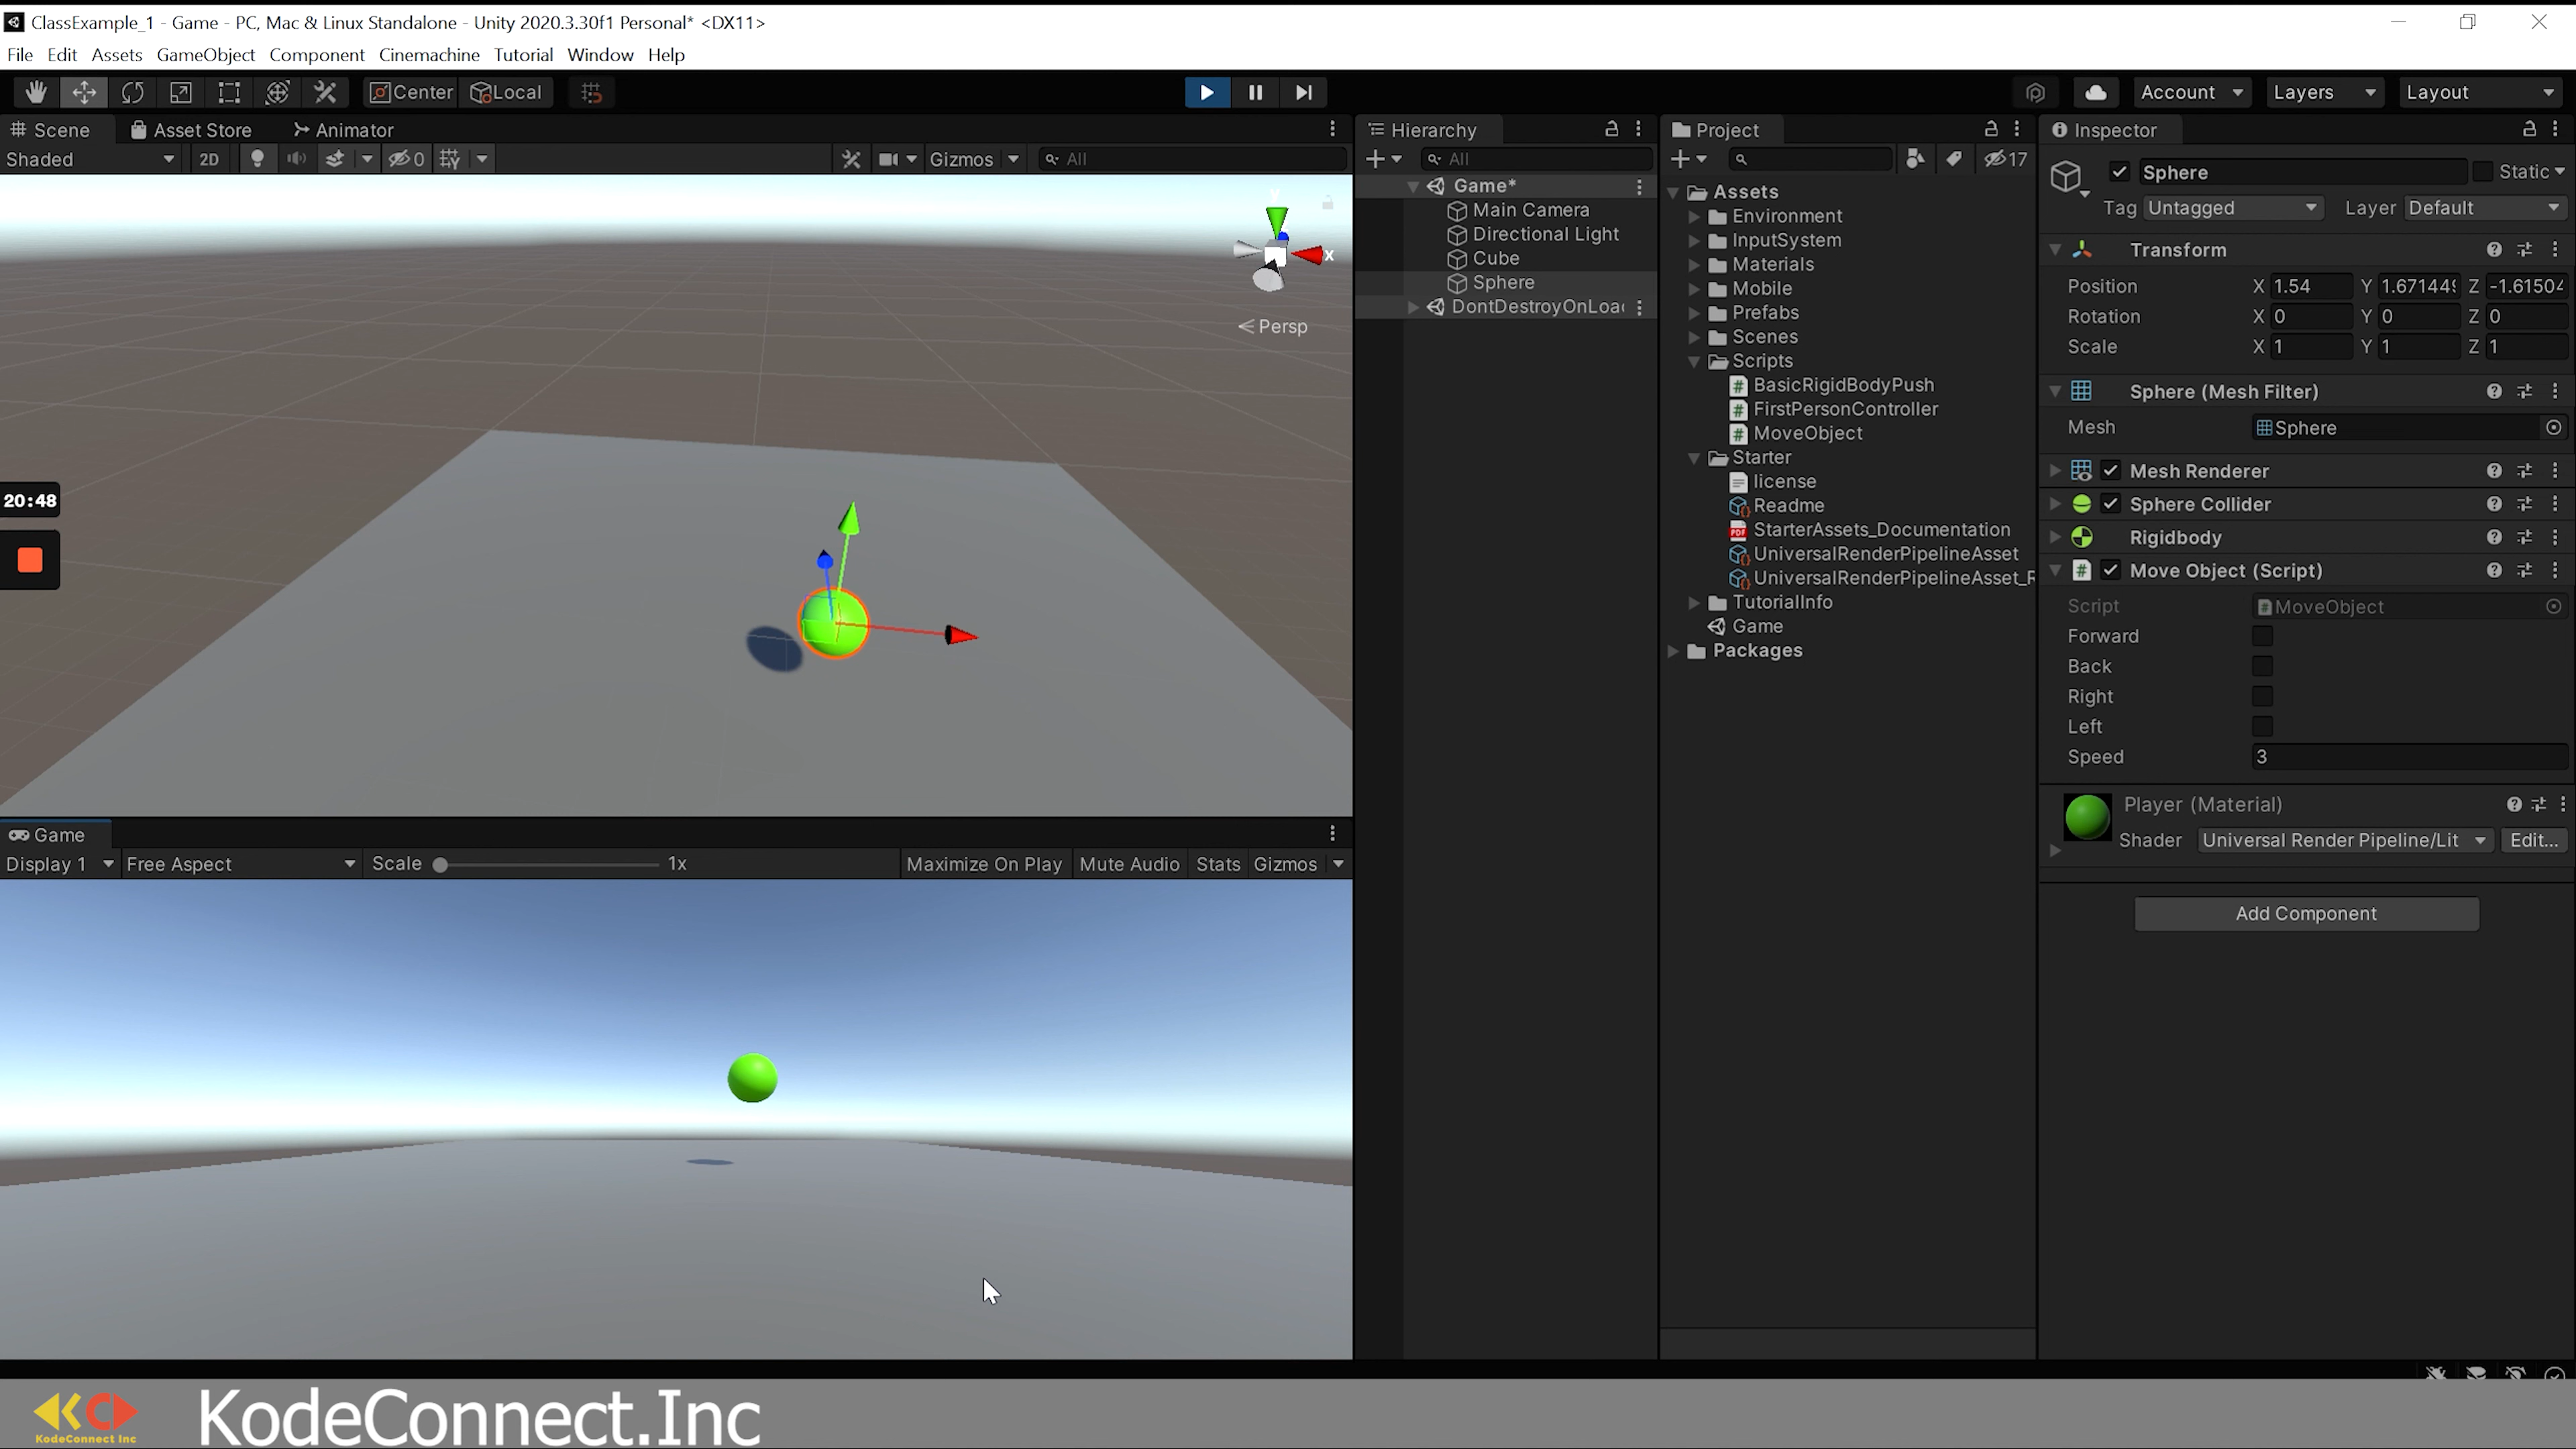 ClassExample_1 - Game - PC, Mac & Linux Standalone - Unity 2020.3.30f1 Personal* <DX11>
File Edit Assets GameObject Component Cinemachine Tutorial Window Help
Center Local Account Layers Layout
Scene Asset Store Animator
Shaded 2D 0 Gizmos All
x
Persp
20:48
Game
Display 1 Free Aspect Scale 1x Maximize On Play Mute Audio Stats Gizmos
Hierarchy
All
Game*
Main Camera
Directional Light
Cube
Sphere
DontDestroyOnLoa
Project
17
Assets
Environment
InputSystem
Materials
Mobile
Prefabs
Scenes
Scripts
BasicRigidBodyPush
FirstPersonController
MoveObject
Starter
license
Readme
PDF StarterAssets_Documentation
UniversalRenderPipelineAsset
UniversalRenderPipelineAsset_R
TutorialInfo
Game
Packages
Inspector
Sphere Static
Tag Untagged Layer Default
Transform
Position X 1.54 Y 1.671449 Z -1.61504
Rotation X 0 Y 0 Z 0
Scale X 1 Y 1 Z 1
Sphere (Mesh Filter)
Mesh Sphere
Mesh Renderer
Sphere Collider
Rigidbody
# Move Object (Script)
Script MoveObject
Forward
Back
Right
Left
Speed 3
Player (Material)
Shader Universal Render Pipeline/Lit Edit...
Add Component
KodeConnect Inc
KodeConnect.Inc